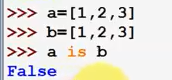 >>> a=[1,2,3]
>>> b=[1,2,3]
>>> a is b
False